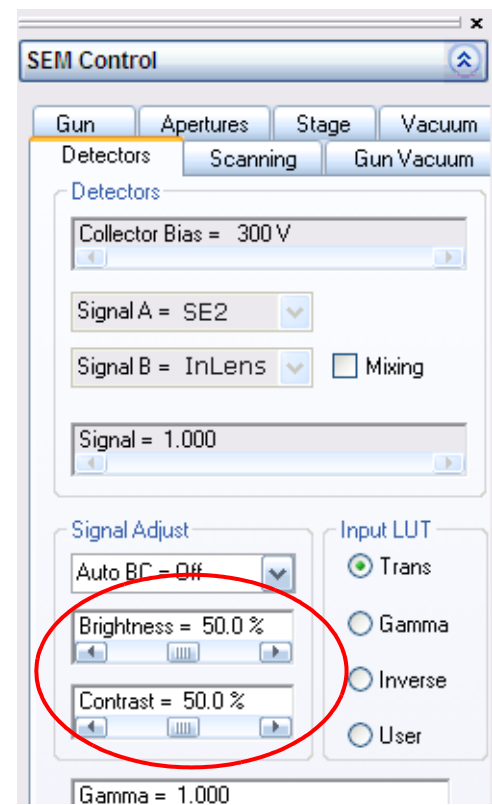 SEM Control
Gun Apertures Stage Vacuum
Detectors Scanning Gun Vacuum
Detectors
Collector Bias = 300 V
Signal A = SE2
Signal B = InLens Mixing
Signal = 1.000
Signal Adjust Input LUT
Auto BC = Off Trans
Brightness = 50.0 % Gamma
Inverse
Contrast = 50.0 %
User
Gamma = 1.000